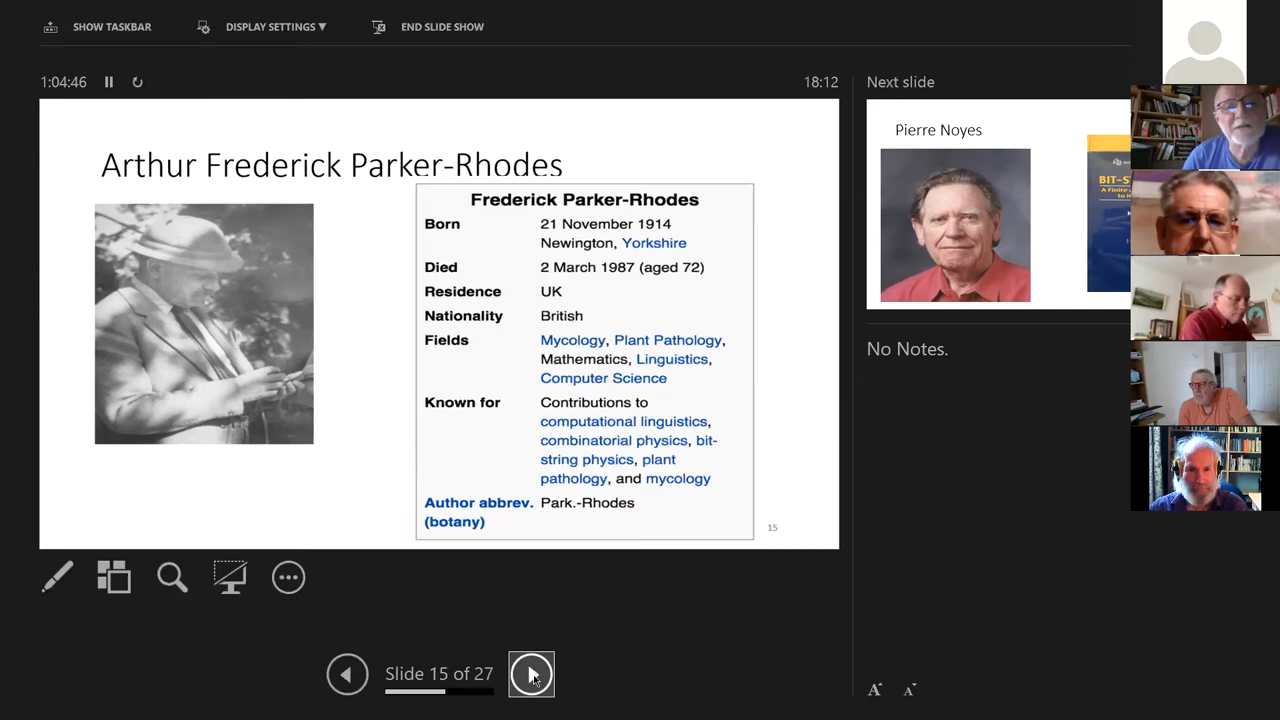 SHOW TASKBAR
DISPLAY SETTINGS ▼
END SLIDE SHOW
1:04:46
18:12
Next slide
Arthur Frederick Parker-Rhodes
Frederick Parker-Rhodes
Born 21 November 1914
Newington, Yorkshire
Died 2 March 1987 (aged 72)
Residence UK
Nationality British
Fields Mycology, Plant Pathology,
Mathematics, Linguistics,
Computer Science
Known for Contributions to
computational linguistics,
combinatorial physics, bit-
string physics, plant
pathology, and mycology
Author abbrev. Park.-Rhodes
(botany)
15
Pierre Noyes
BIT-S
No Notes.
Slide 15 of 27
A A